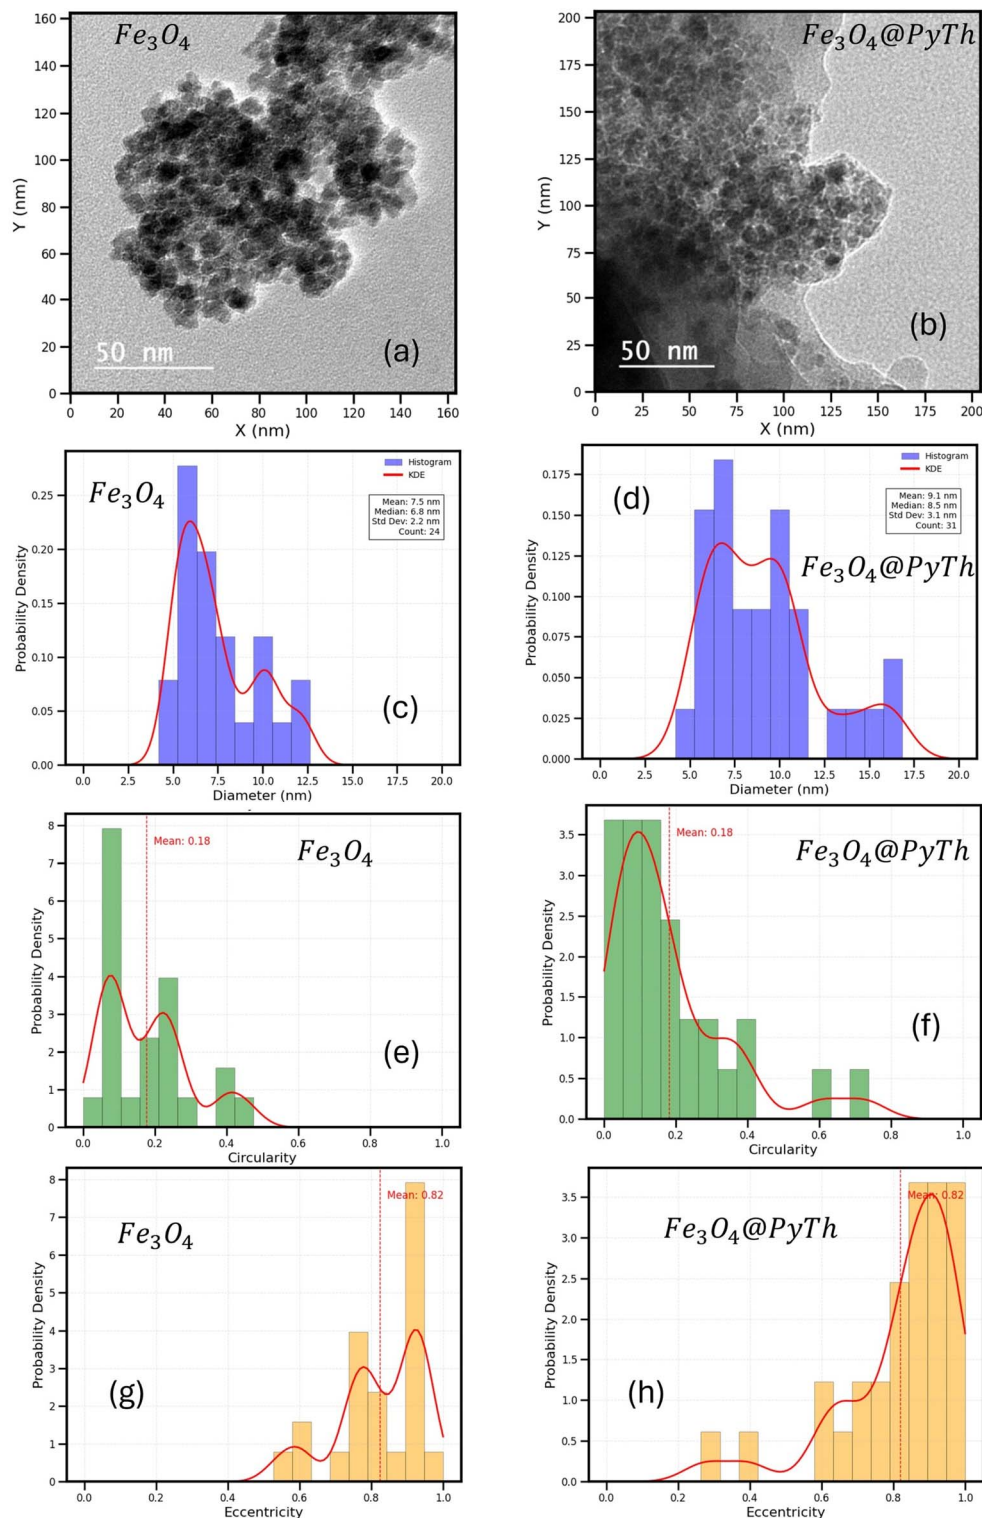 160
140
120
100
80
60
40
20
0
Y (nm)
Fe₃O₄
50 nm
(a)
0 20 40 60 80 100 120 140 160
X (nm)
200
175
150
125
100
75
50
25
0
Y (nm)
Fe₃O₄@PyTh
50 nm
(b)
0 25 50 75 100 125 150 175 200
X (nm)
0.25
0.20
0.15
0.10
0.05
0.00
Probability Density
Fe₃O₄
Histogram
KDE
Mean: 7.5 nm
Median: 6.8 nm
Std Dev: 2.2 nm
Count: 24
(c)
0.0 2.5 5.0 7.5 10.0 12.5 15.0 17.5 20.0
Diameter (nm)
0.175
0.150
0.125
0.100
0.075
0.050
0.025
0.000
Probability Density
(d)
Histogram
KDE
Mean: 9.1 nm
Median: 8.5 nm
Std Dev: 3.1 nm
Count: 31
Fe₃O₄@PyTh
0.0 2.5 5.0 7.5 10.0 12.5 15.0 17.5 20.0
Diameter (nm)
8
7
6
5
4
3
2
1
0
Probability Density
Mean: 0.18
Fe₃O₄
(e)
0.0 0.2 0.4 0.6 0.8 1.0
Circularity
3.5
3.0
2.5
2.0
1.5
1.0
0.5
0.0
Probability Density
Mean: 0.18
Fe₃O₄@PyTh
(f)
0.0 0.2 0.4 0.6 0.8 1.0
Circularity
8
7
6
5
4
3
2
1
0
Probability Density
Mean: 0.82
Fe₃O₄
(g)
0.0 0.2 0.4 0.6 0.8 1.0
Eccentricity
3.5
3.0
2.5
2.0
1.5
1.0
0.5
0.0
Probability Density
Mean: 0.82
Fe₃O₄@PyTh
(h)
0.0 0.2 0.4 0.6 0.8 1.0
Eccentricity